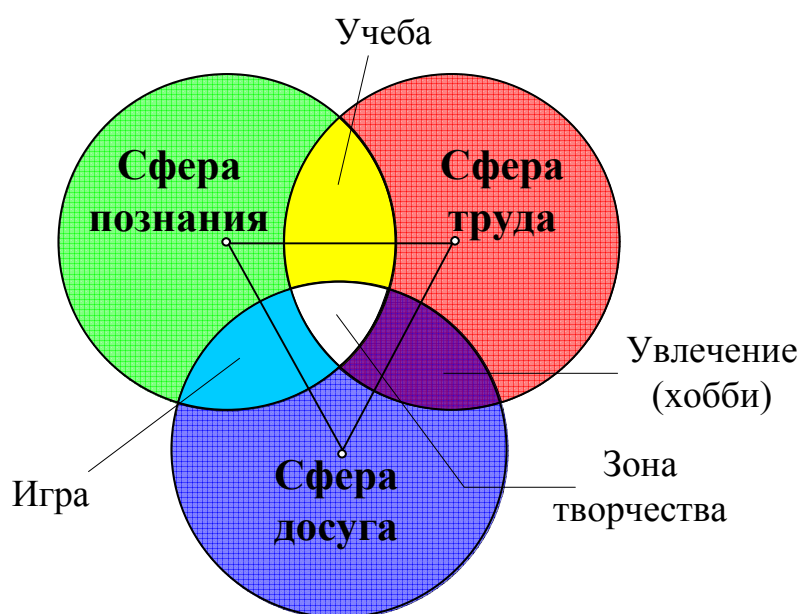 Учеба
Сфера
познания
Сфера
труда
Увлечение
(хобби)
Игра
Сфера
досуга
Зона
творчества